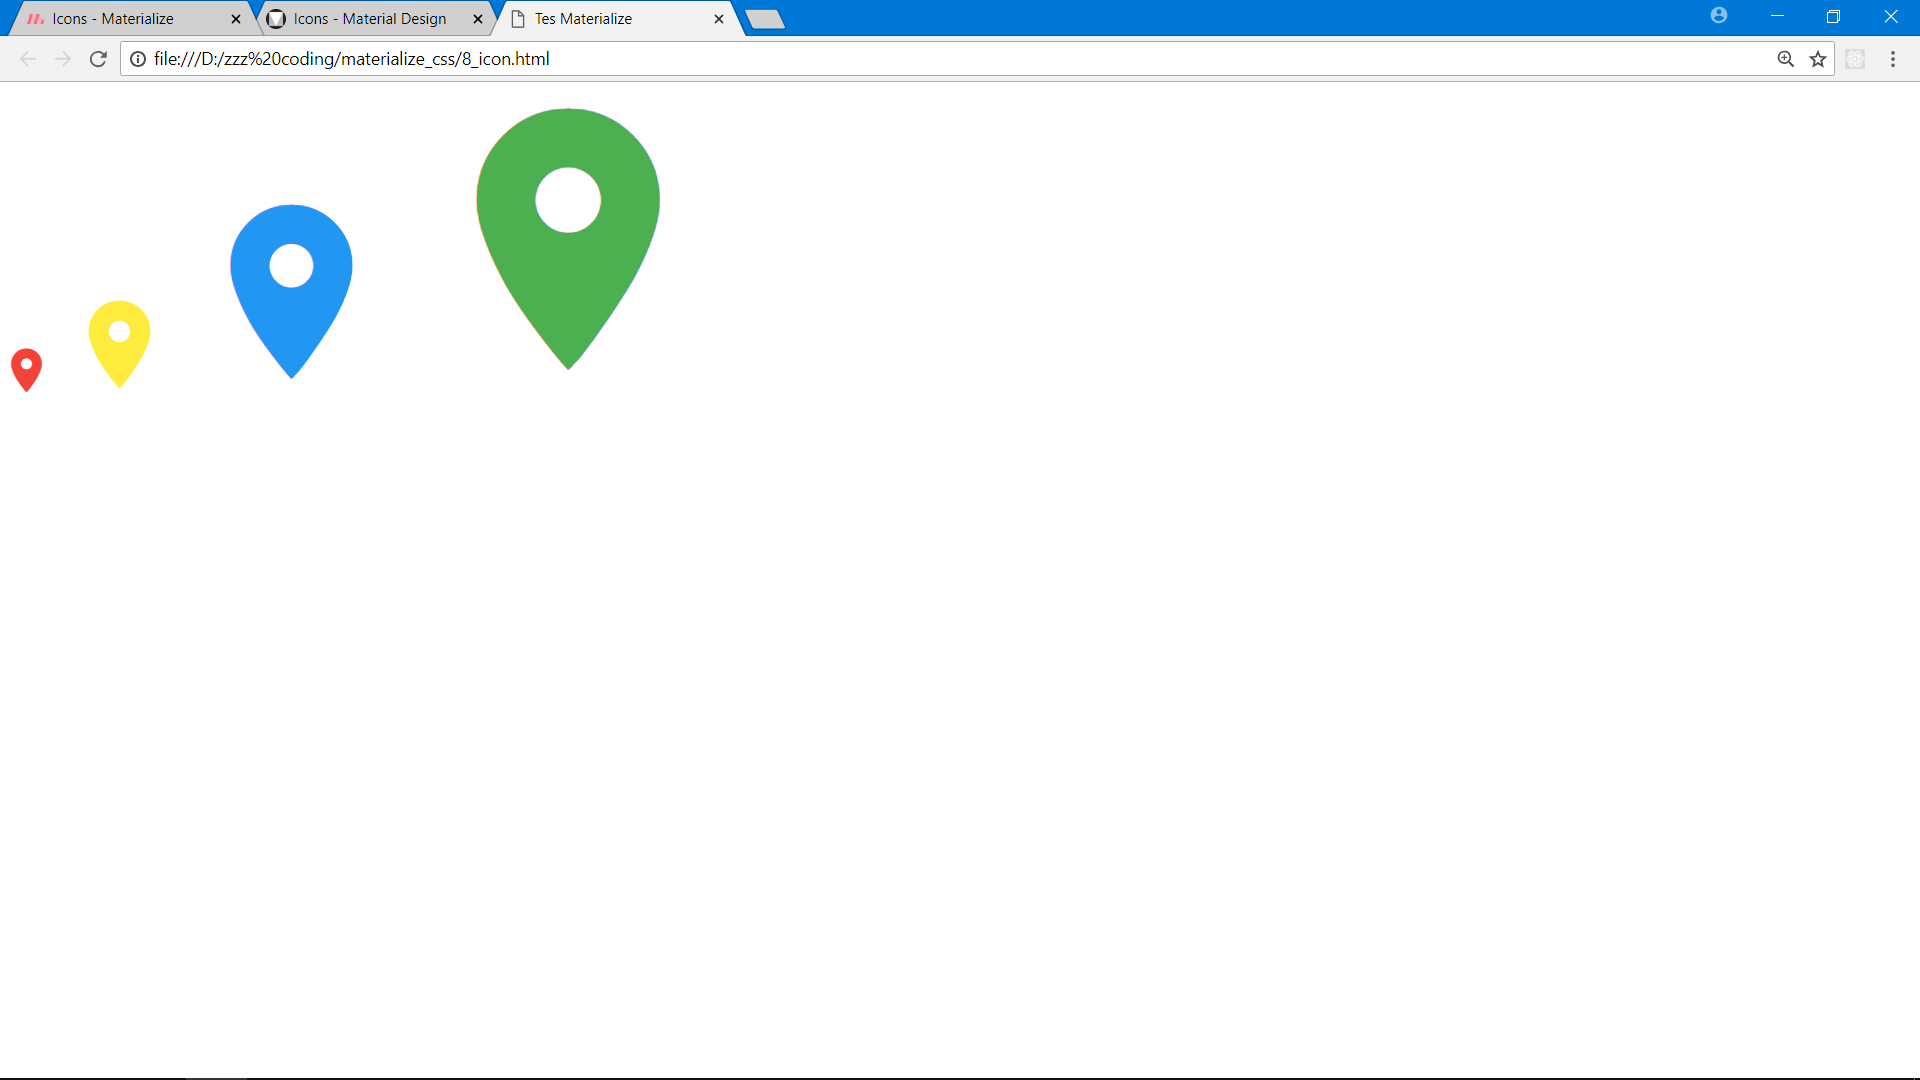 Icons - Materialize
Icons - Material Design
Tes Materialize
file:///D:/zzz%20coding/materialize_css/8_icon.html